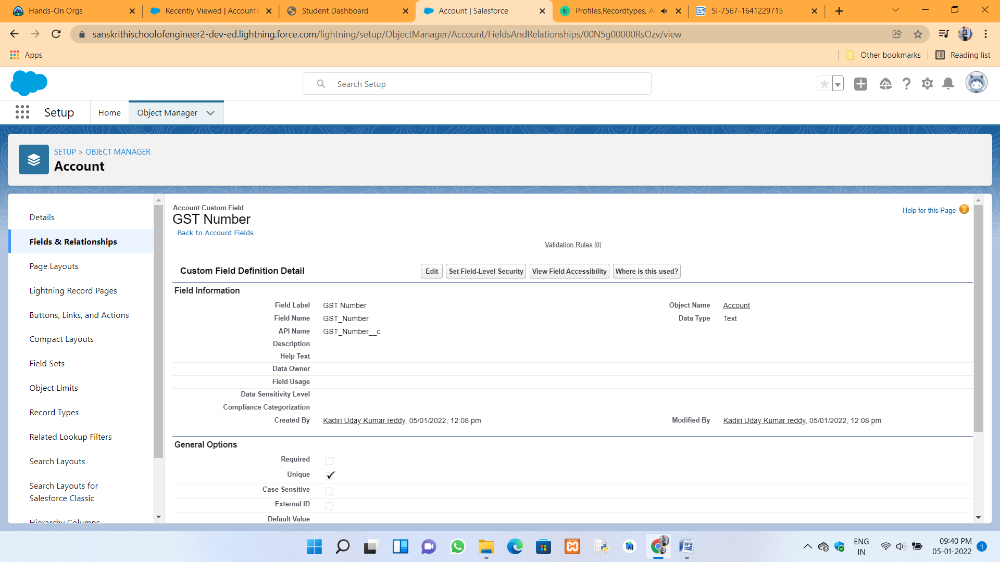 Hands-On Orgs
Recently Viewed | Accounts
Student Dashboard
Account | Salesforce
Profiles,Recordtypes, A
SI-7567-1641229715
sanskrithischoolofengineer2-dev-ed.lightning.force.com/lightning/setup/ObjectManager/Account/FieldsAndRelationships/00N5g00000RsOzv/view
Apps
Other bookmarks
Reading list
Search Setup
Setup
Home
Object Manager
SETUP > OBJECT MANAGER
Account
Details
Fields & Relationships
Page Layouts
Lightning Record Pages
Buttons, Links, and Actions
Compact Layouts
Field Sets
Object Limits
Record Types
Related Lookup Filters
Search Layouts
Search Layouts for
Salesforce Classic
Hierarchy Columns
Account Custom Field
GST Number
Back to Account Fields
Help for this Page
Validation Rules [0]
Custom Field Definition Detail
Edit
Set Field-Level Security
View Field Accessibility
Where is this used?
Field Information
Field Label GST Number Object Name Account
Field Name GST_Number Data Type Text
API Name GST_Number__c
Description
Help Text
Data Owner
Field Usage
Data Sensitivity Level
Compliance Categorization
Created By Kadiri Uday Kumar reddy, 05/01/2022, 12:08 pm Modified By Kadiri Uday Kumar reddy, 05/01/2022, 12:08 pm
General Options
Required
Unique
Case Sensitive
External ID
Default Value
ENG
IN
09:40 PM
05-01-2022
1